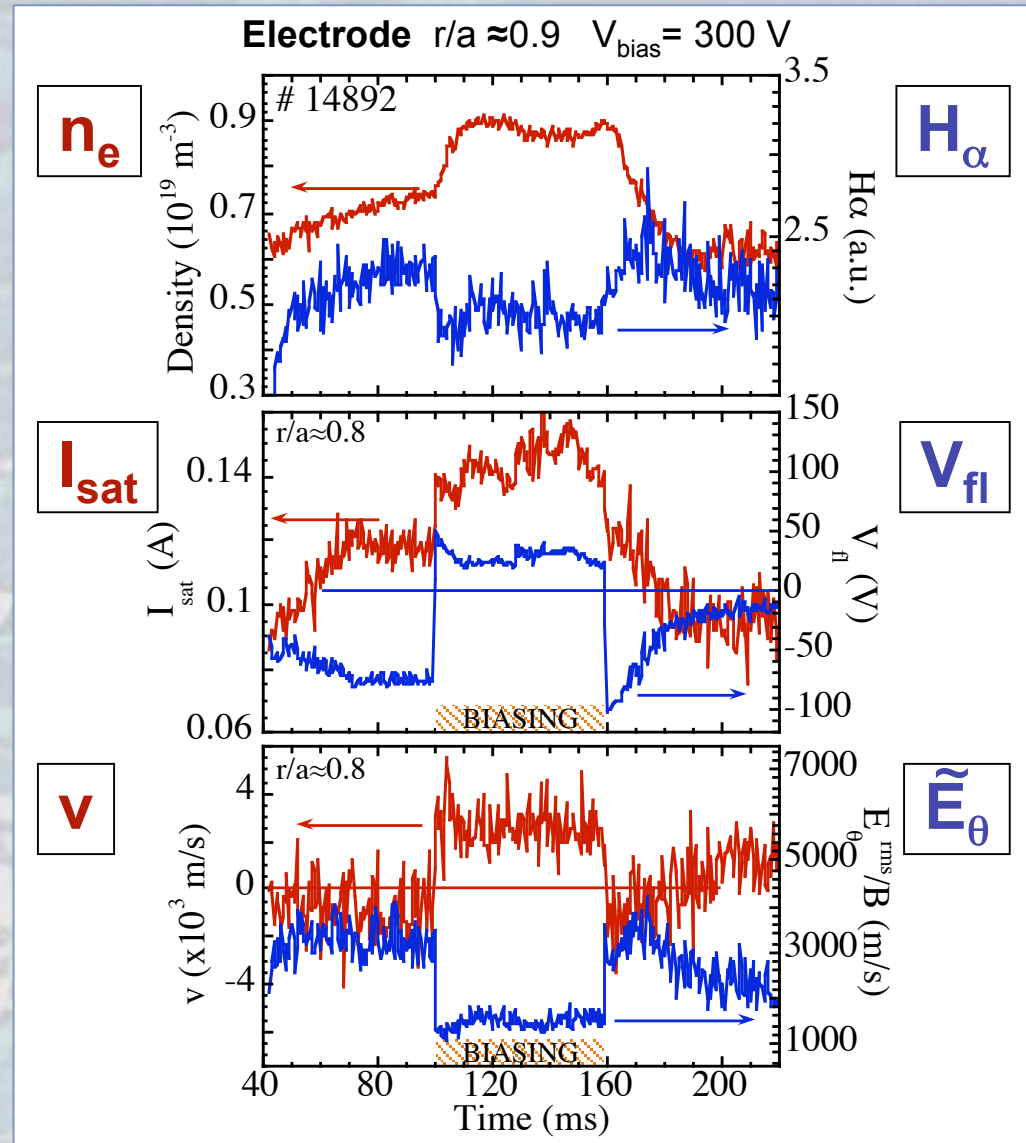 Electrode r/a ≈0.9 V_bias = 300 V
n_e
H_α
# 14892
Density (10^19 m^-3)
0.9
0.7
0.5
0.3
3.5
2.5
Hα (a.u.)
I_sat
V_fl
r/a≈0.8
I_sat (A)
0.14
0.1
0.06
150
100
50
0
-50
-100
V_fl (V)
BIASING
v
Ẽ_θ
r/a≈0.8
v (x10^3 m/s)
4
2
0
-2
-4
7000
5000
3000
1000
E_θ^rms/B (m/s)
BIASING
40 80 120 160 200
Time (ms)